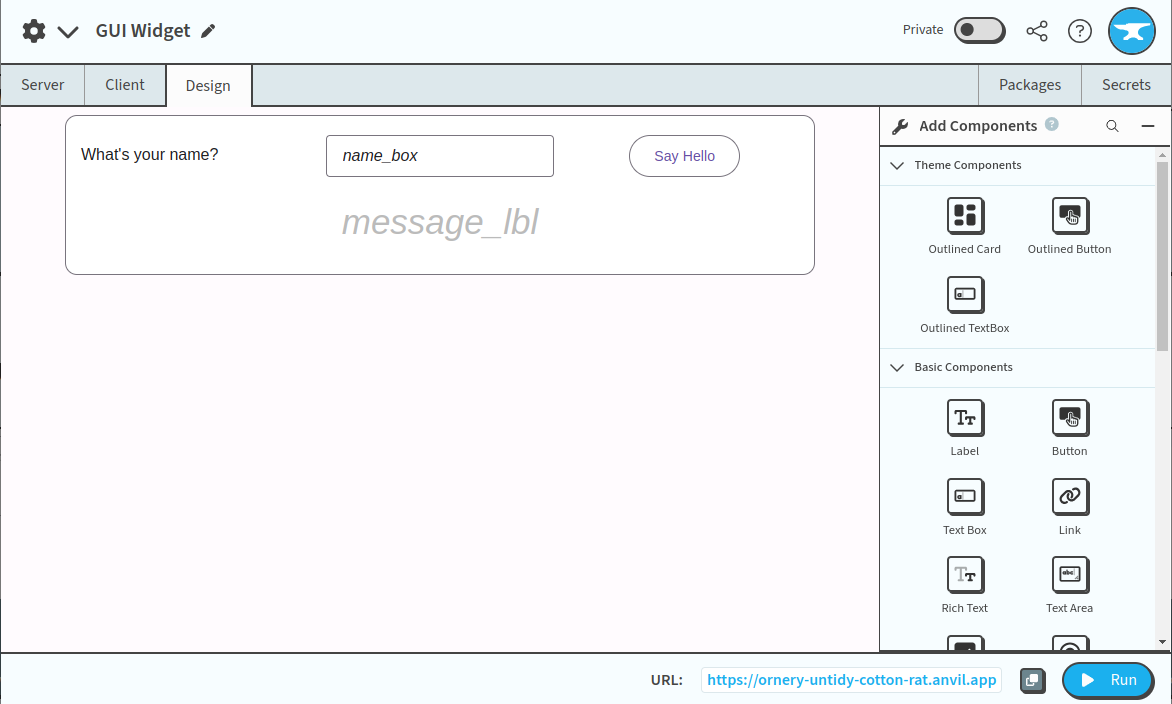 GUI Widget
Private
?
Server
Client
Design
Packages
Secrets
What's your name?
name_box
Say Hello
message_lbl
Add Components ?
Theme Components
Outlined Card
Outlined Button
Outlined TextBox
Basic Components
Label
Button
Text Box
Link
Rich Text
Text Area
URL: https://ornery-untidy-cotton-rat.anvil.app
Run